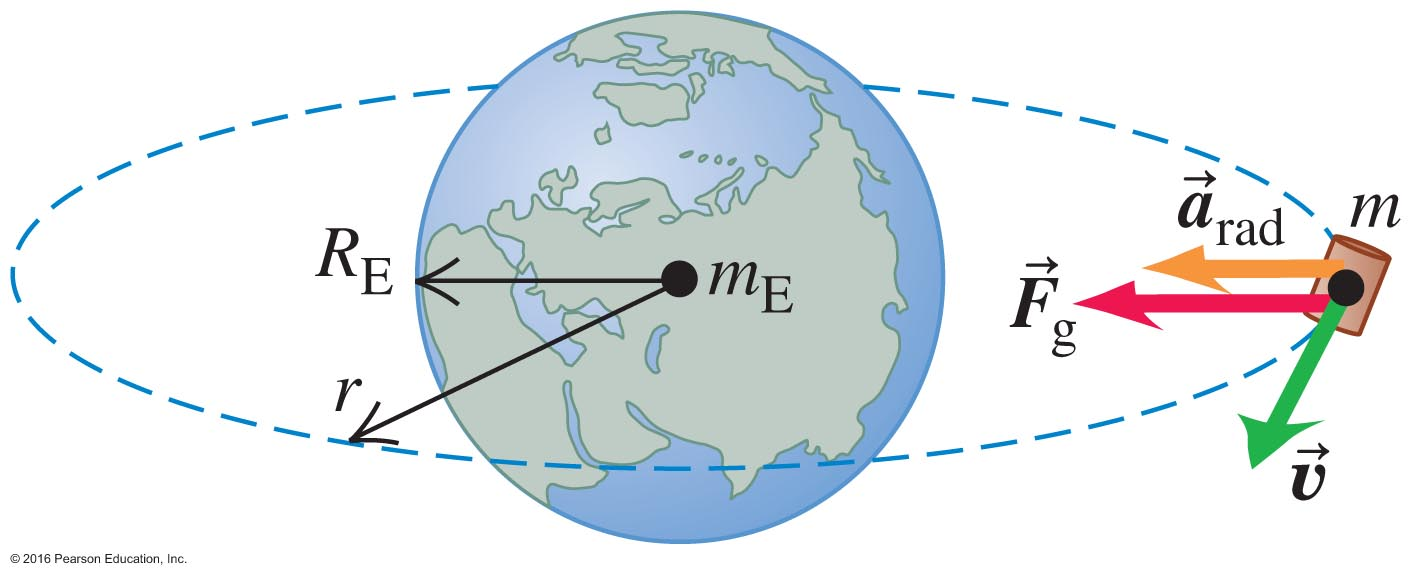 a⃗rad
m
RE
mE
F⃗g
r
v⃗
© 2016 Pearson Education, Inc.